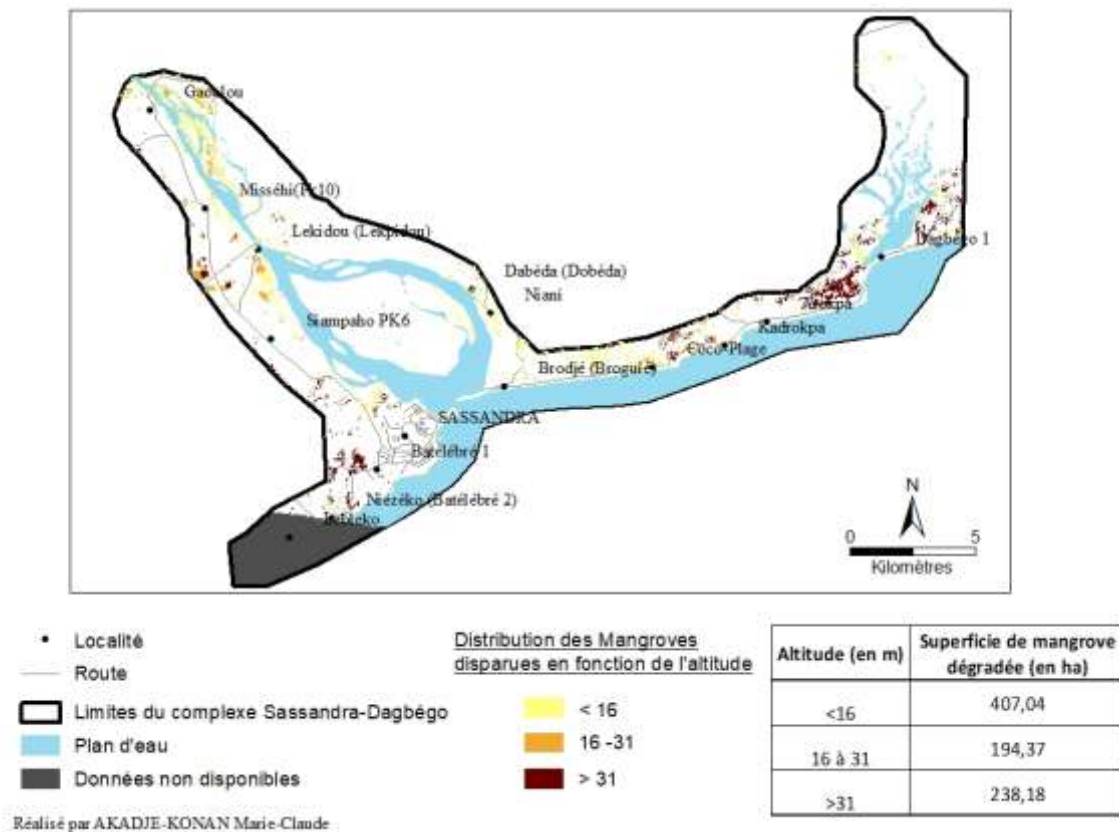 Gaoulou
Misséhi(Pk10)
Lekidou (Lekpidou)
Dabéda (Dobéda)
Niani
Dagbego 1
Siampaho PK6
Kadrokpa
Coco-Plage
Brodjé (Broguié)
SASSANDRA
Batélébré 1
Niézéko (Batélébré 2)
N
0 5
Kilomètres
Localité
Route
Limites du complexe Sassandra-Dagbégo
Plan d'eau
Données non disponibles
Distribution des Mangroves
disparues en fonction de l'altitude
< 16
16 -31
> 31
Altitude (en m) Superficie de mangrove
dégradée (en ha)
<16 407,04
16 à 31 194,37
>31 238,18
Réalisé par AKADJE-KONAN Marie-Claude